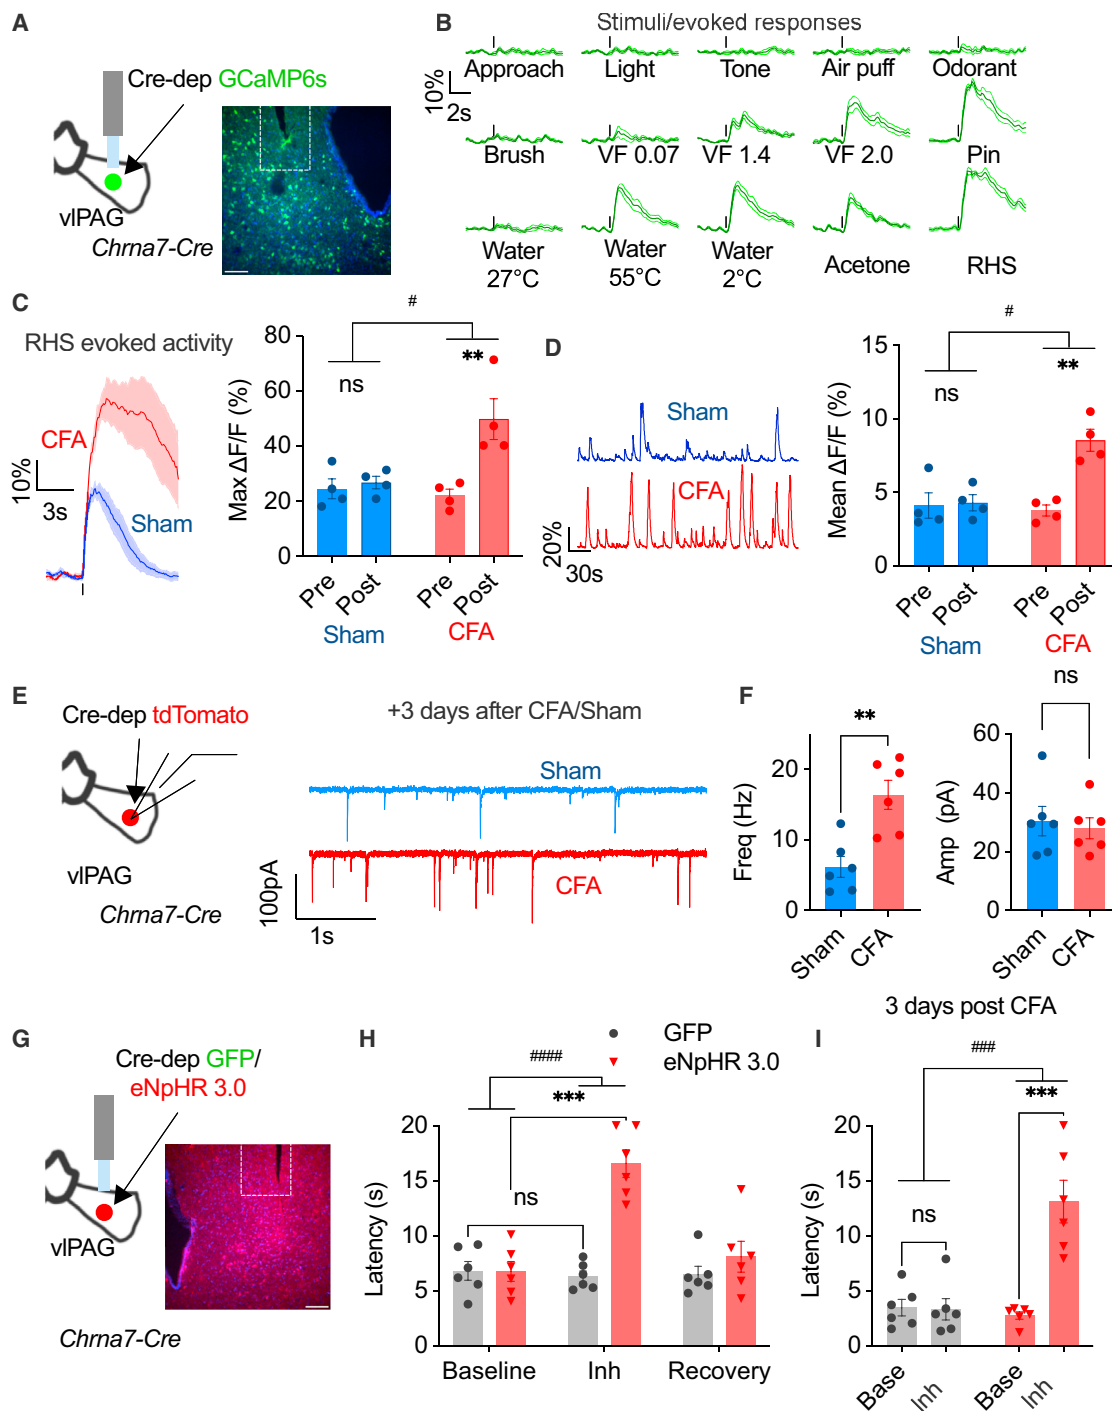 A
Cre-dep GCaMP6s
vlPAG
Chrna7-Cre
B
Stimuli/evoked responses
Approach Light Tone Air puff Odorant
10%
2s
Brush VF 0.07 VF 1.4 VF 2.0 Pin
Water 27°C
Water 55°C
Water 2°C
Acetone
RHS
C
RHS evoked activity
CFA
10%
3s
Sham
Max ΔF/F (%)
80
60
40
20
0
ns
#
**
Pre Post Pre Post
Sham CFA
D
Sham
CFA
20%
30s
Mean ΔF/F (%)
15
10
5
0
ns
#
**
Pre Post Pre Post
Sham CFA
E
Cre-dep tdTomato
vlPAG
Chrna7-Cre
+3 days after CFA/Sham
Sham
CFA
100pA
1s
F
**
Freq (Hz)
20
10
0
Sham CFA
ns
Amp (pA)
60
40
20
0
Sham CFA
G
Cre-dep GFP/
eNpHR 3.0
vlPAG
Chrna7-Cre
H
GFP
eNpHR 3.0
####
***
ns
Latency (s)
20
15
10
5
0
Baseline Inh Recovery
I
3 days post CFA
###
***
ns
Latency (s)
20
15
10
5
0
Base Inh Base Inh